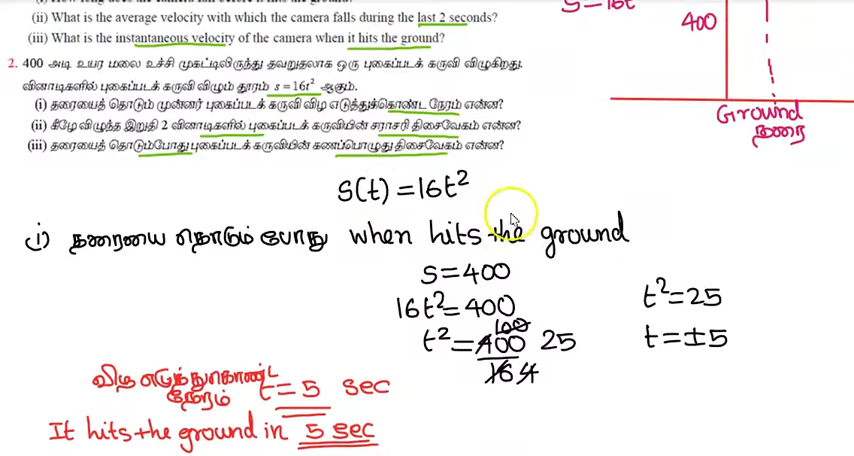 (ii) What is the average velocity with which the camera falls during the last 2 seconds?
(iii) What is the instantaneous velocity of the camera when it hits the ground?
2. 400 அடி உயர மலை உச்சி முகட்டிலிருந்து தவறுதலாக ஒரு புகைப்படக் கருவி விழுகிறது.
வினாடிகளில் புகைப்படக் கருவி விழும் தூரம் s = 16t² ஆகும்.
(i) தரையைத் தொடும் முன்னர் புகைப்படக் கருவி விழ எடுத்துக்கொண்ட நேரம் என்ன?
(ii) கீழே விழுந்த இறுதி 2 வினாடிகளில் புகைப்படக் கருவியின் சராசரி திசைவேகம் என்ன?
(iii) தரையைத் தொடும்போது புகைப்படக் கருவியின் கணப்பொழுது திசைவேகம் என்ன?
S=16t
400
Ground
தரை
S(t) = 16t²
i) தரையை தொடும் போது when hits the ground
S = 400
16t² = 400
t² = 400 100 25
16 4
t² = 25
t = ±5
விழ எடுத்துகொண்ட
நேரம் t = 5 sec
It hits the ground in 5 sec